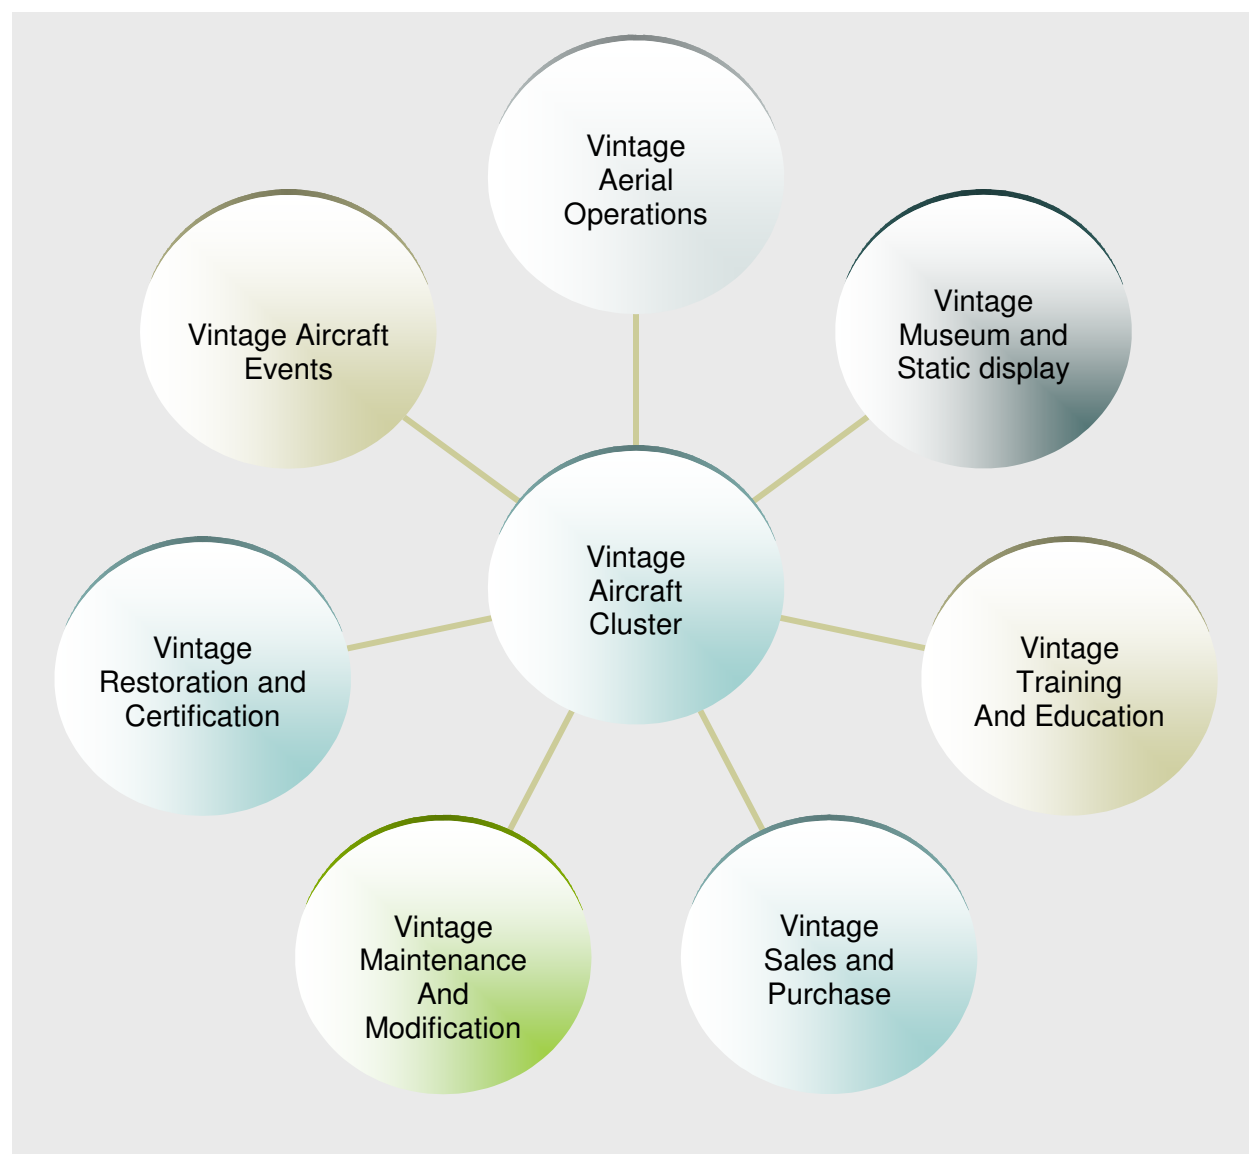 Vintage
Aerial
Operations
Vintage Aircraft
Events
Vintage
Museum and
Static display
Vintage
Aircraft
Cluster
Vintage
Restoration and
Certification
Vintage
Training
And Education
Vintage
Maintenance
And
Modification
Vintage
Sales and
Purchase